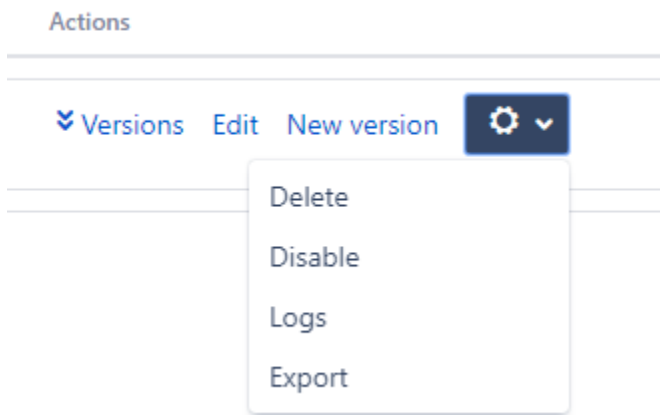 Actions
Versions Edit New version
Delete
Disable
Logs
Export